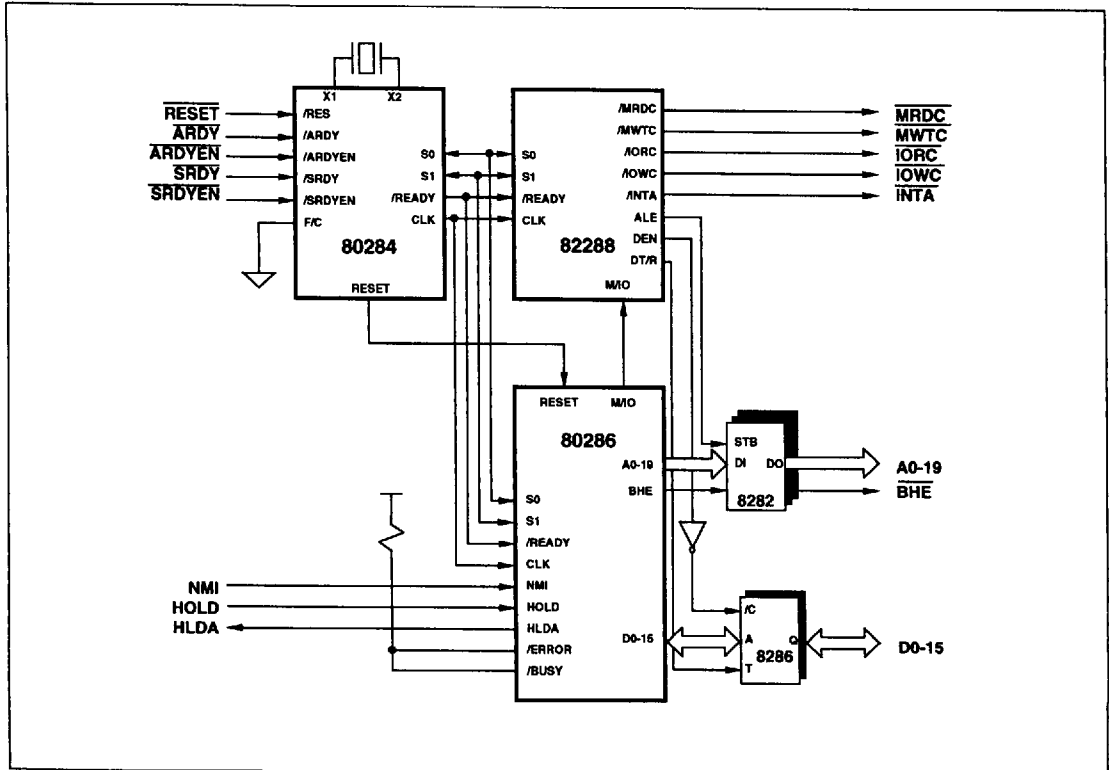 X1 X2
RESET
ARDY
ARDYEN
SRDY
SRDYEN
/RES
/ARDY
/ARDYEN
/SRDY
/SRDYEN
F/C
S0
S1
/READY
CLK
80284
RESET
S0
S1
/READY
CLK
82288
/MRDC
/MWTC
/IORC
/IOWC
/INTA
ALE
DEN
DT/R
M/IO
MRDC
MWTC
IORC
IOWC
INTA
RESET M/IO
80286
A0-19
BHE
S0
S1
/READY
CLK
NMI
HOLD
HLDA
/ERROR
/BUSY
D0-15
NMI
HOLD
HLDA
STB
DI DO
8282
A0-19
BHE
/C
A Q
8286
T
D0-15